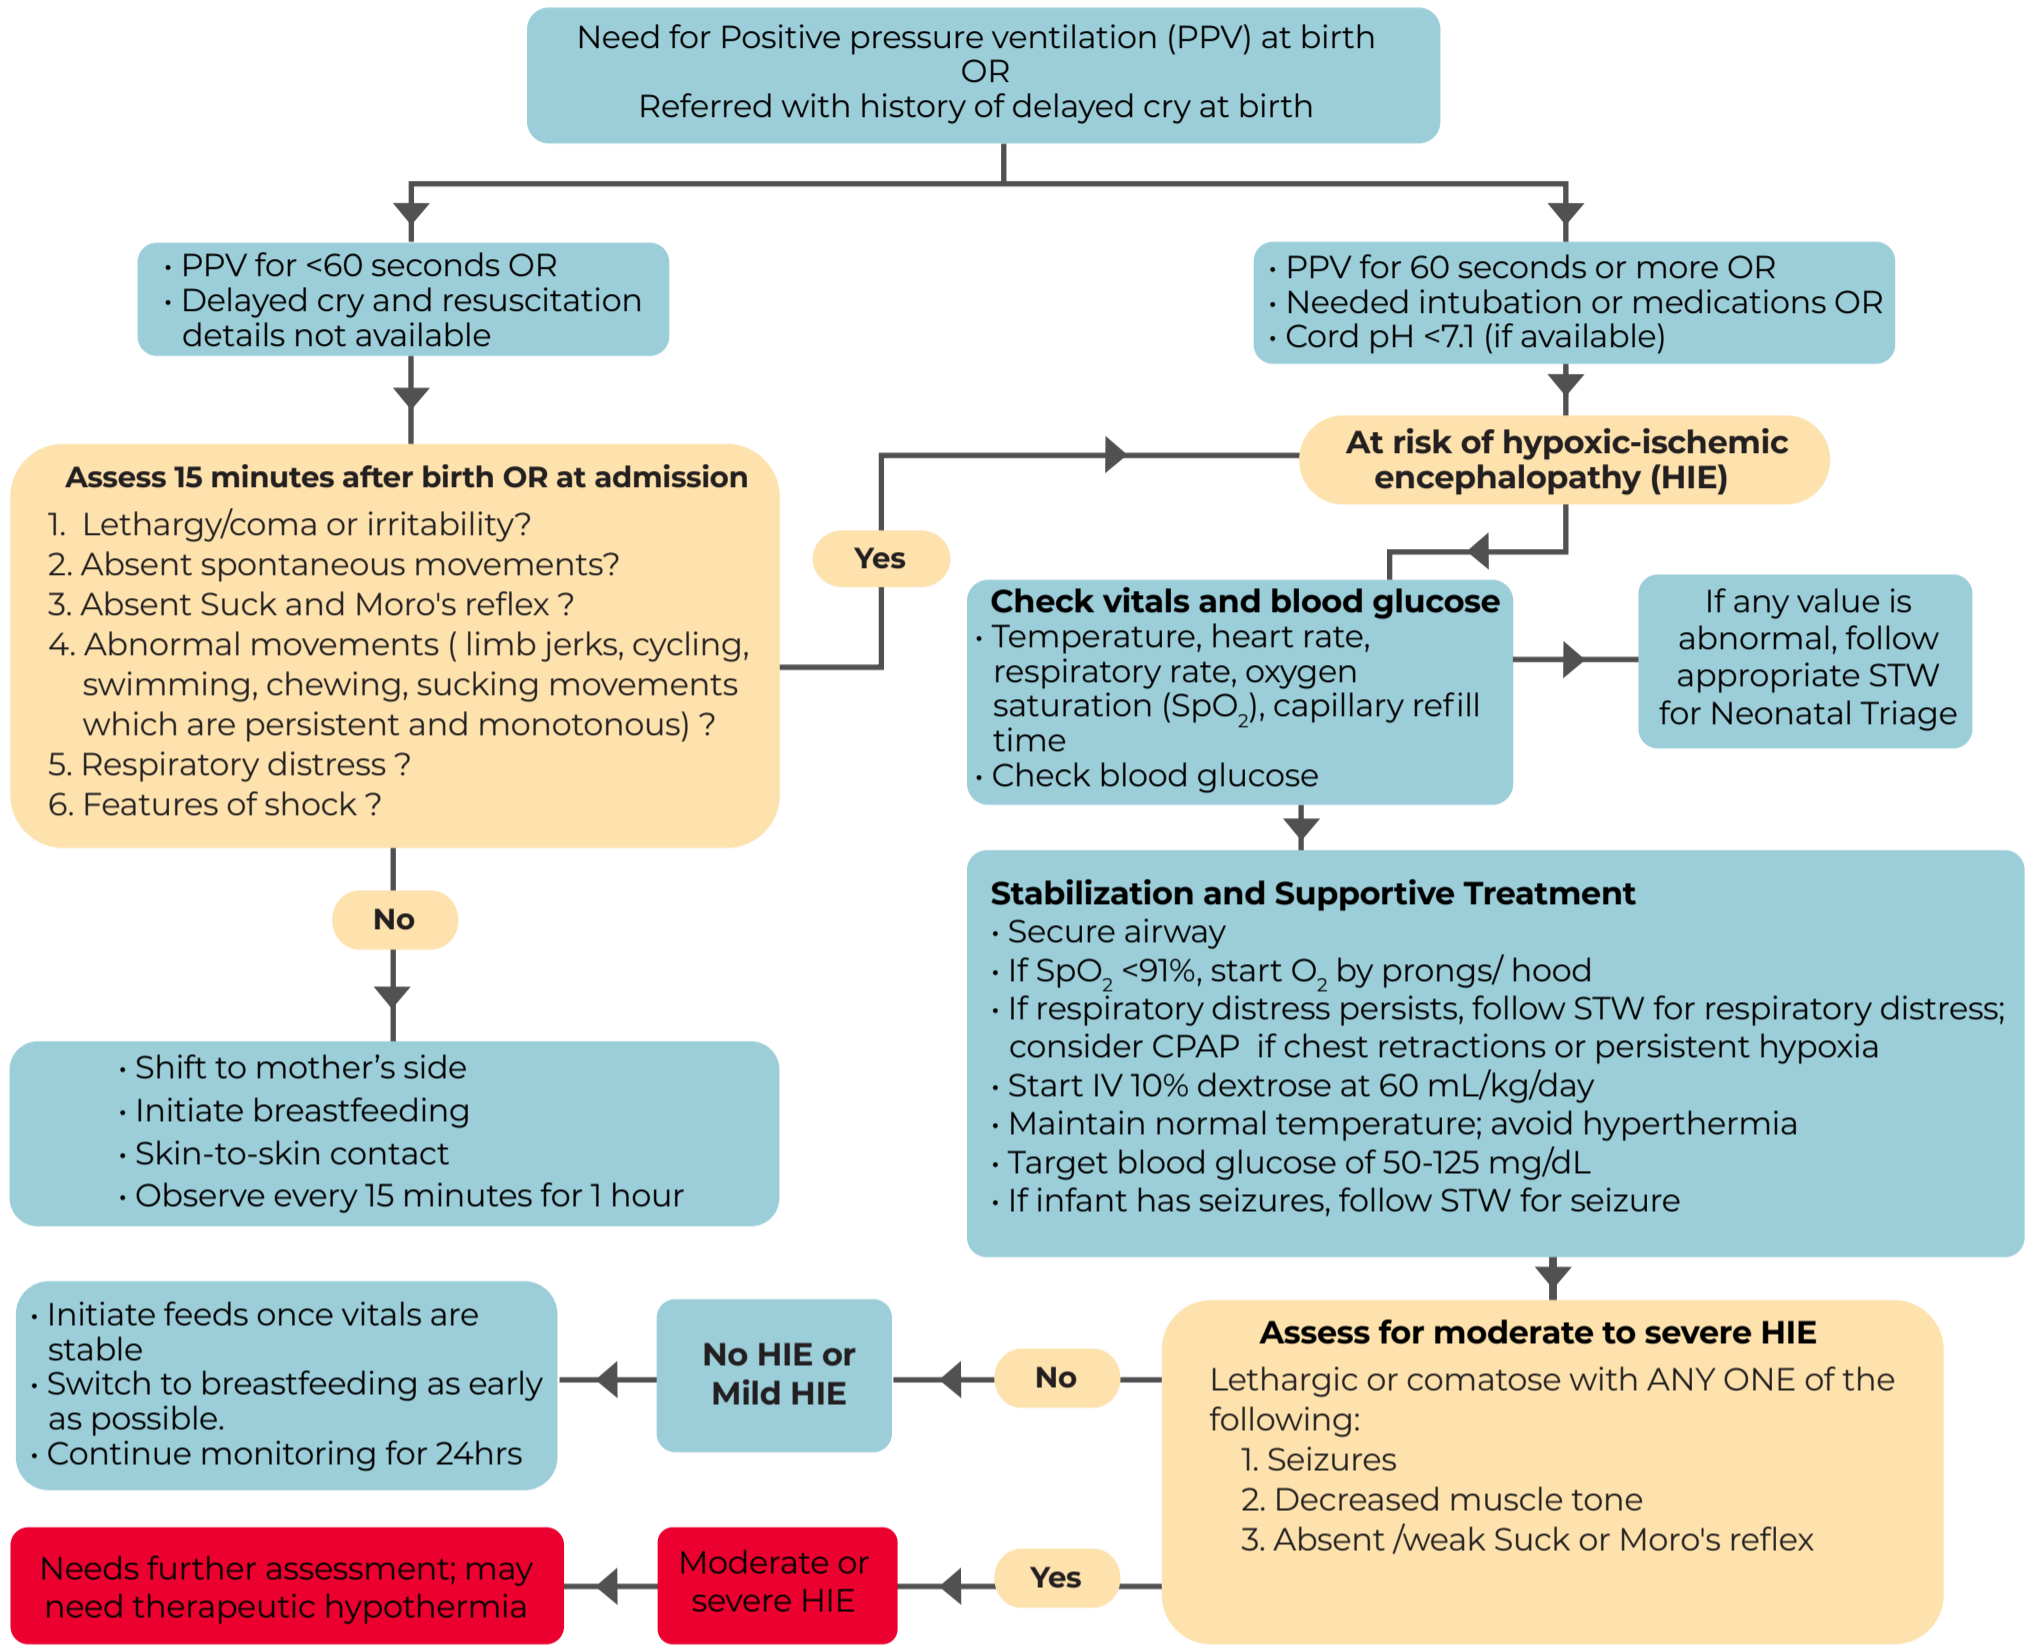 Need for Positive pressure ventilation (PPV) at birth
OR
Referred with history of delayed cry at birth
· PPV for <60 seconds OR
· Delayed cry and resuscitation
details not available
· PPV for 60 seconds or more OR
· Needed intubation or medications OR
· Cord pH <7.1 (if available)
Assess 15 minutes after birth OR at admission
1. Lethargy/coma or irritability?
2. Absent spontaneous movements?
3. Absent Suck and Moro's reflex ?
4. Abnormal movements ( limb jerks, cycling,
swimming, chewing, sucking movements
which are persistent and monotonous) ?
5. Respiratory distress ?
6. Features of shock ?
Yes
At risk of hypoxic-ischemic
encephalopathy (HIE)
Check vitals and blood glucose
· Temperature, heart rate,
respiratory rate, oxygen
saturation (SpO₂), capillary refill
time
· Check blood glucose
If any value is
abnormal, follow
appropriate STW
for Neonatal Triage
No
· Shift to mother’s side
· Initiate breastfeeding
· Skin-to-skin contact
· Observe every 15 minutes for 1 hour
Stabilization and Supportive Treatment
· Secure airway
· If SpO₂ <91%, start O₂ by prongs/ hood
· If respiratory distress persists, follow STW for respiratory distress;
consider CPAP if chest retractions or persistent hypoxia
· Start IV 10% dextrose at 60 mL/kg/day
· Maintain normal temperature; avoid hyperthermia
· Target blood glucose of 50-125 mg/dL
· If infant has seizures, follow STW for seizure
Assess for moderate to severe HIE
Lethargic or comatose with ANY ONE of the
following:
1. Seizures
2. Decreased muscle tone
3. Absent /weak Suck or Moro's reflex
No
No HIE or
Mild HIE
· Initiate feeds once vitals are
stable
· Switch to breastfeeding as early
as possible.
· Continue monitoring for 24hrs
Yes
Moderate or
severe HIE
Needs further assessment; may
need therapeutic hypothermia